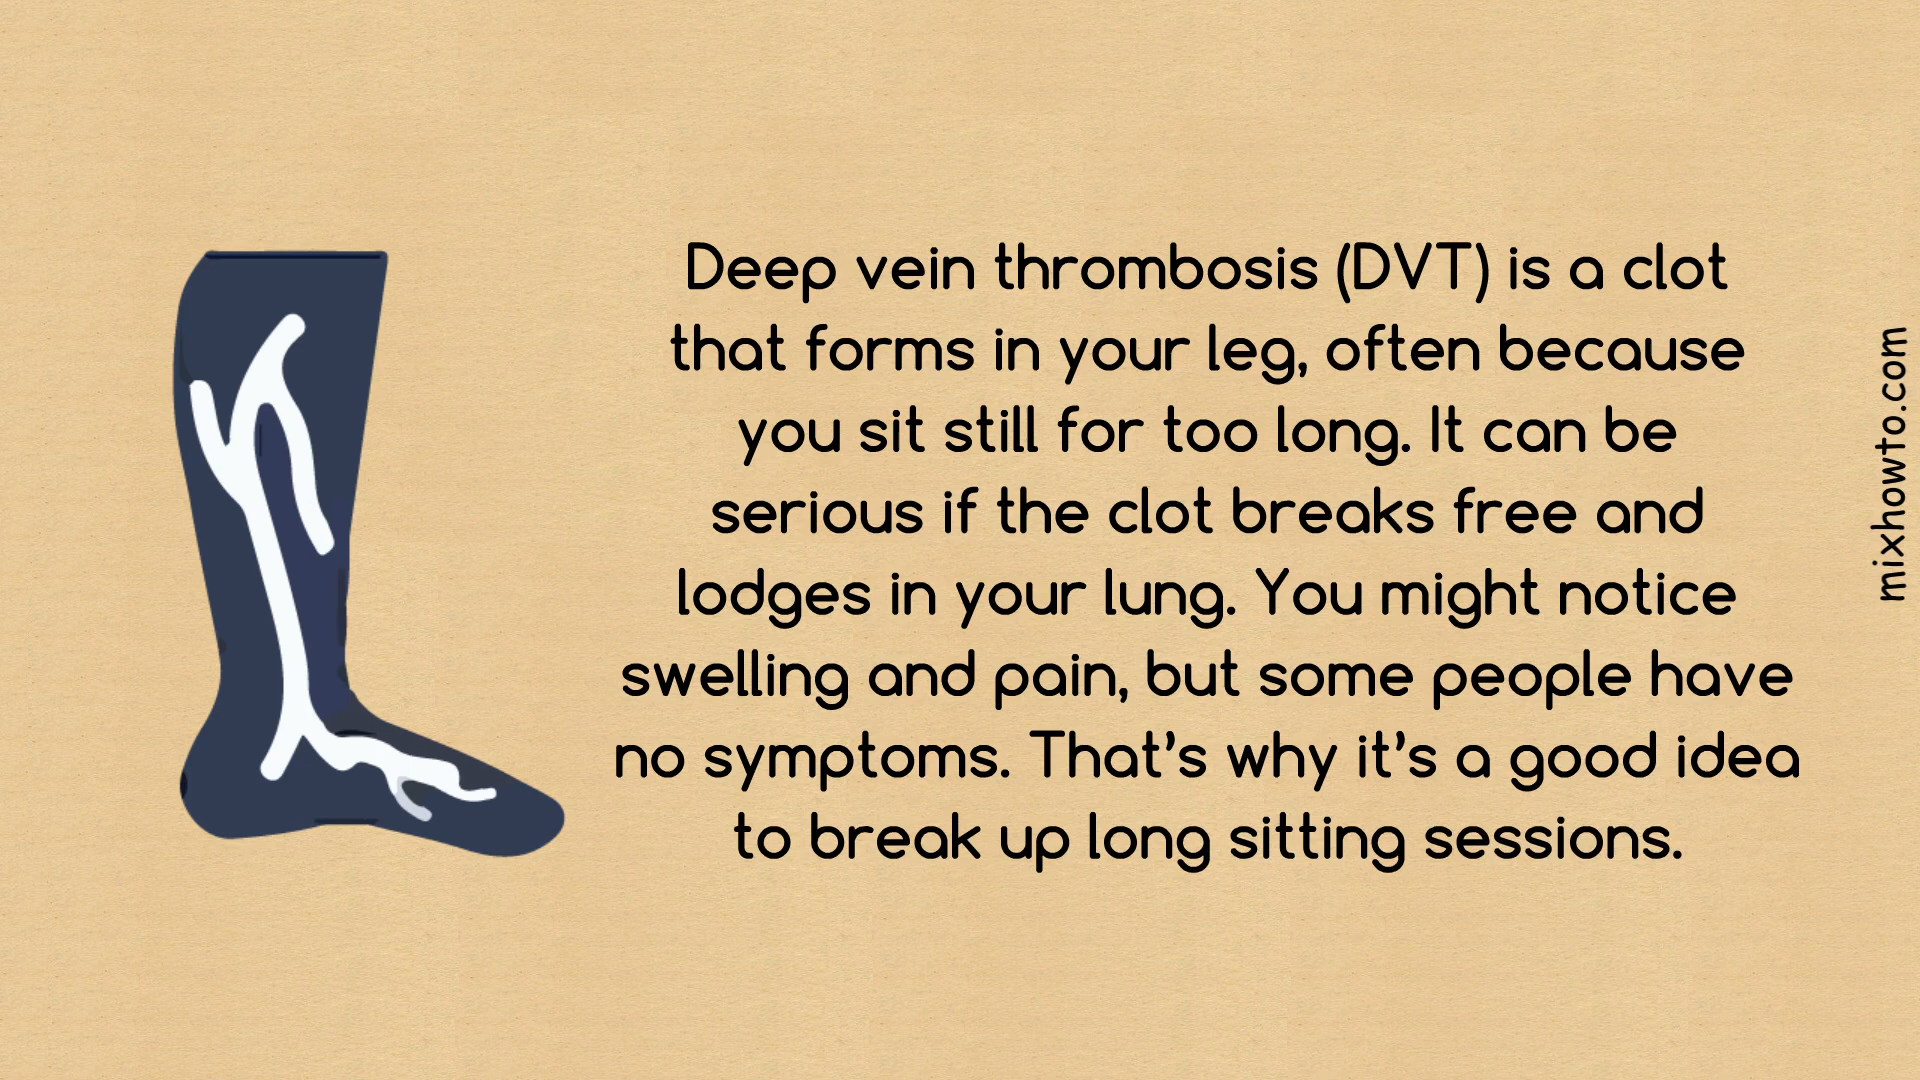 Deep vein thrombosis (DVT) is a clot
that forms in your leg, often because
you sit still for too long. It can be
serious if the clot breaks free and
lodges in your lung. You might notice
swelling and pain, but some people have
no symptoms. That’s why it’s a good idea
to break up long sitting sessions.
mixhowto.com